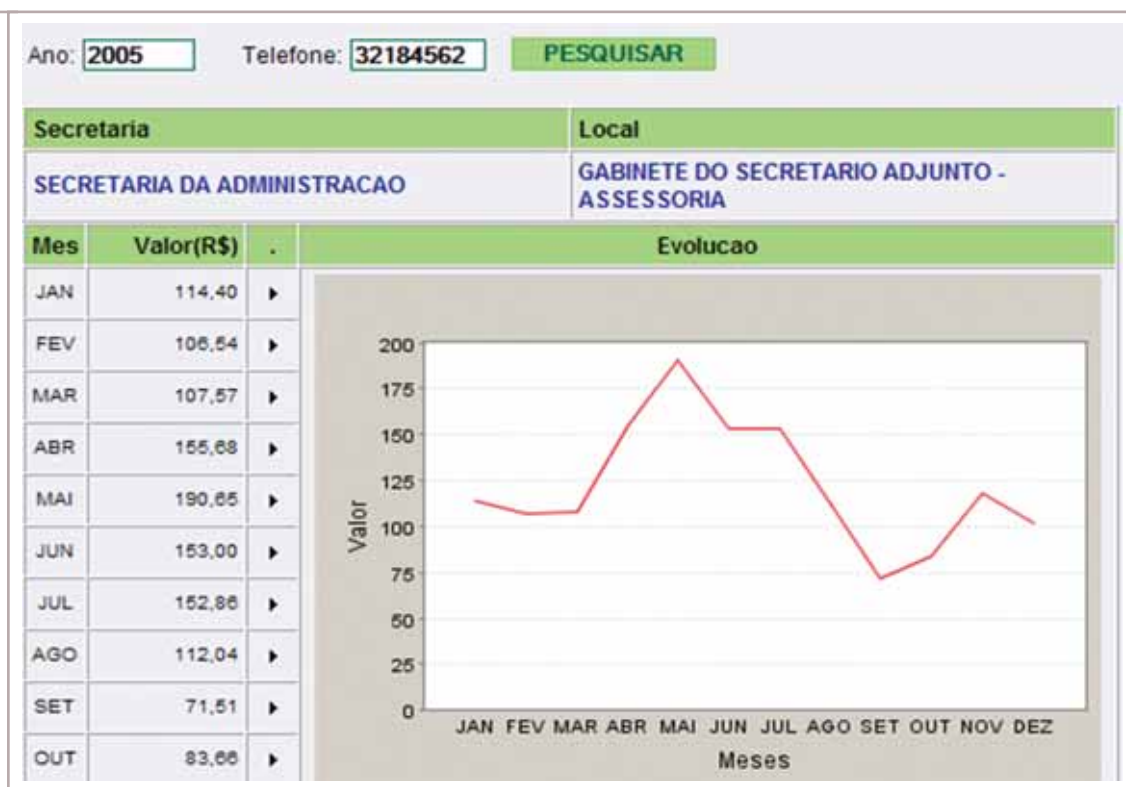 Ano: 2005 Telefone: 32184562 PESQUISAR
Secretaria Local
SECRETARIA DA ADMINISTRACAO GABINETE DO SECRETARIO ADJUNTO -
ASSESSORIA
Mes Valor(R$) . Evolucao
JAN 114,40
FEV 106,54
MAR 107,57
ABR 155,68
MAI 190,65
JUN 153,00
JUL 152,86
AGO 112,04
SET 71,51
OUT 83,66
200
175
150
125
100
75
50
25
0
Valor
JAN FEV MAR ABR MAI JUN JUL AGO SET OUT NOV DEZ
Meses